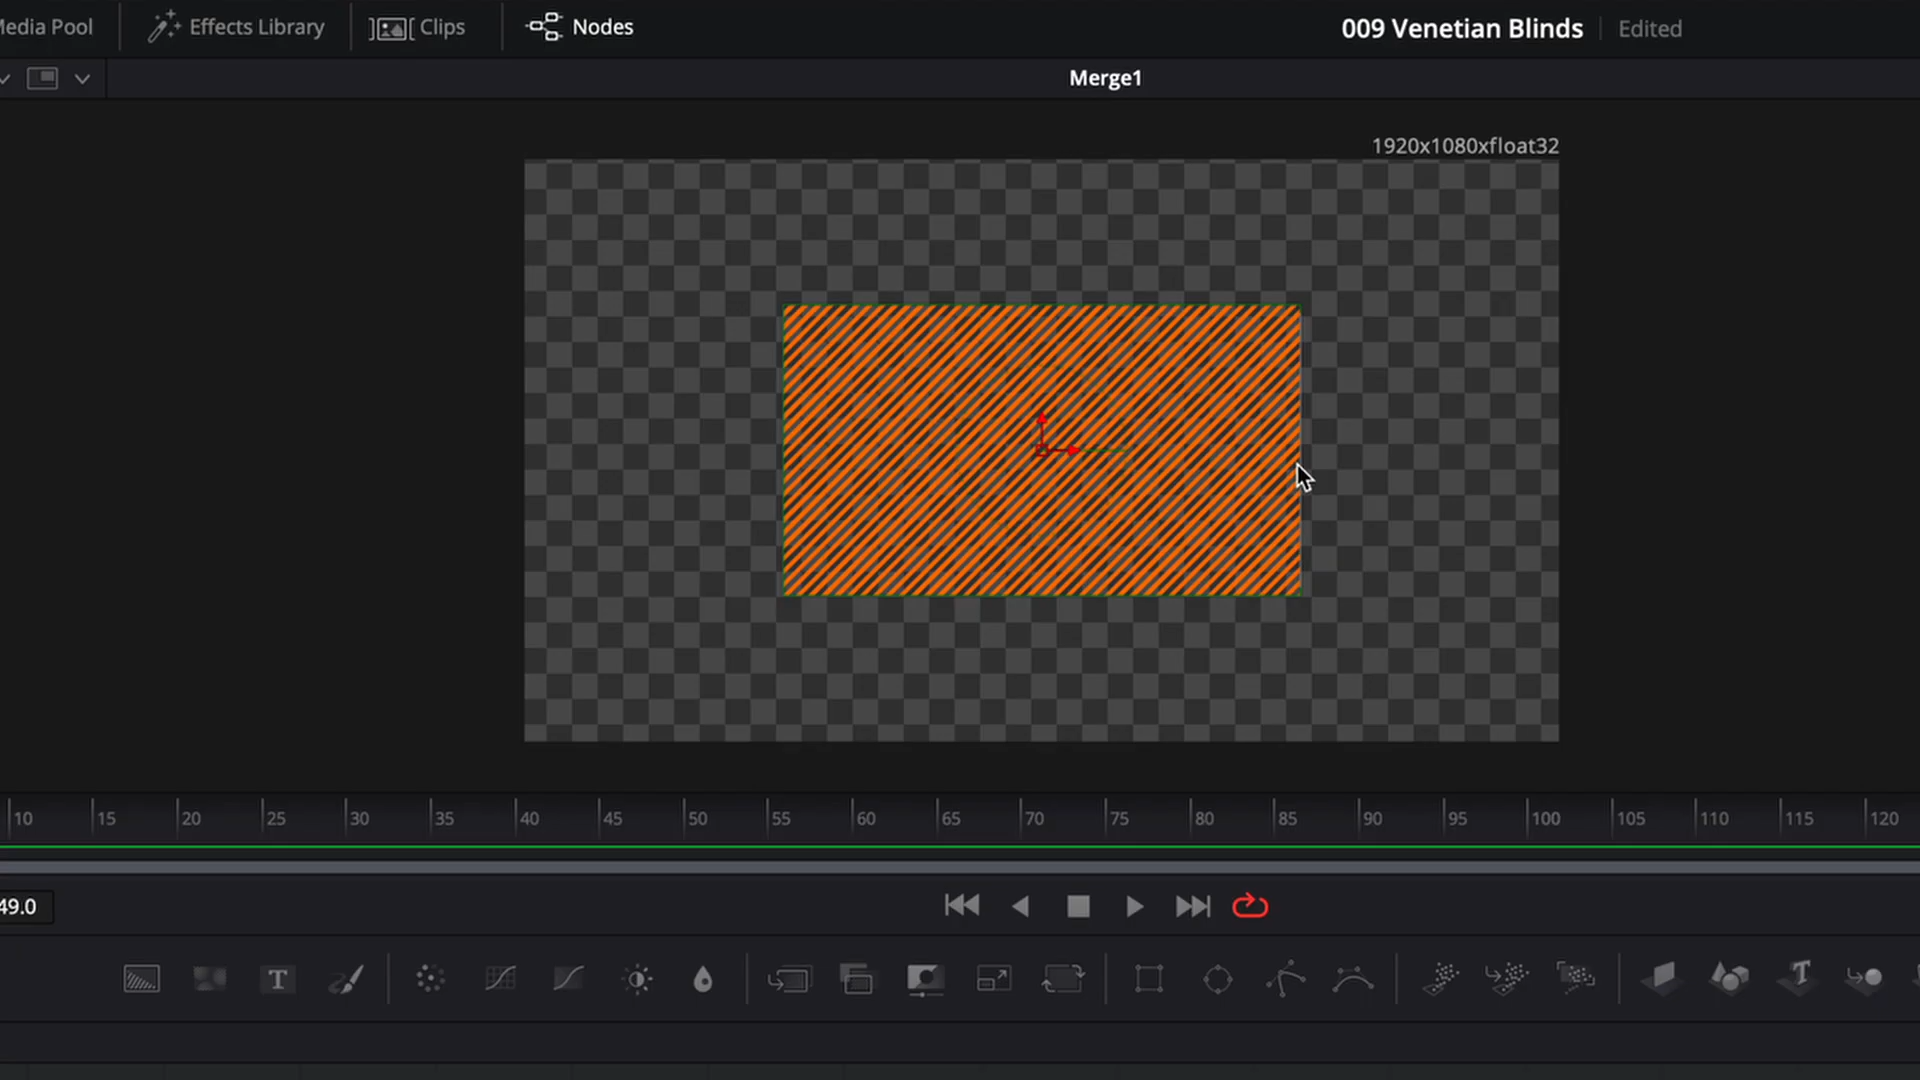 Media Pool
Effects Library
Clips
Nodes
009 Venetian Blinds
Edited
Merge1
1920x1080xfloat32
10 15 20 25 30 35 40 45 50 55 60 65 70 75 80 85 90 95 100 105 110 115 120
49.0
T